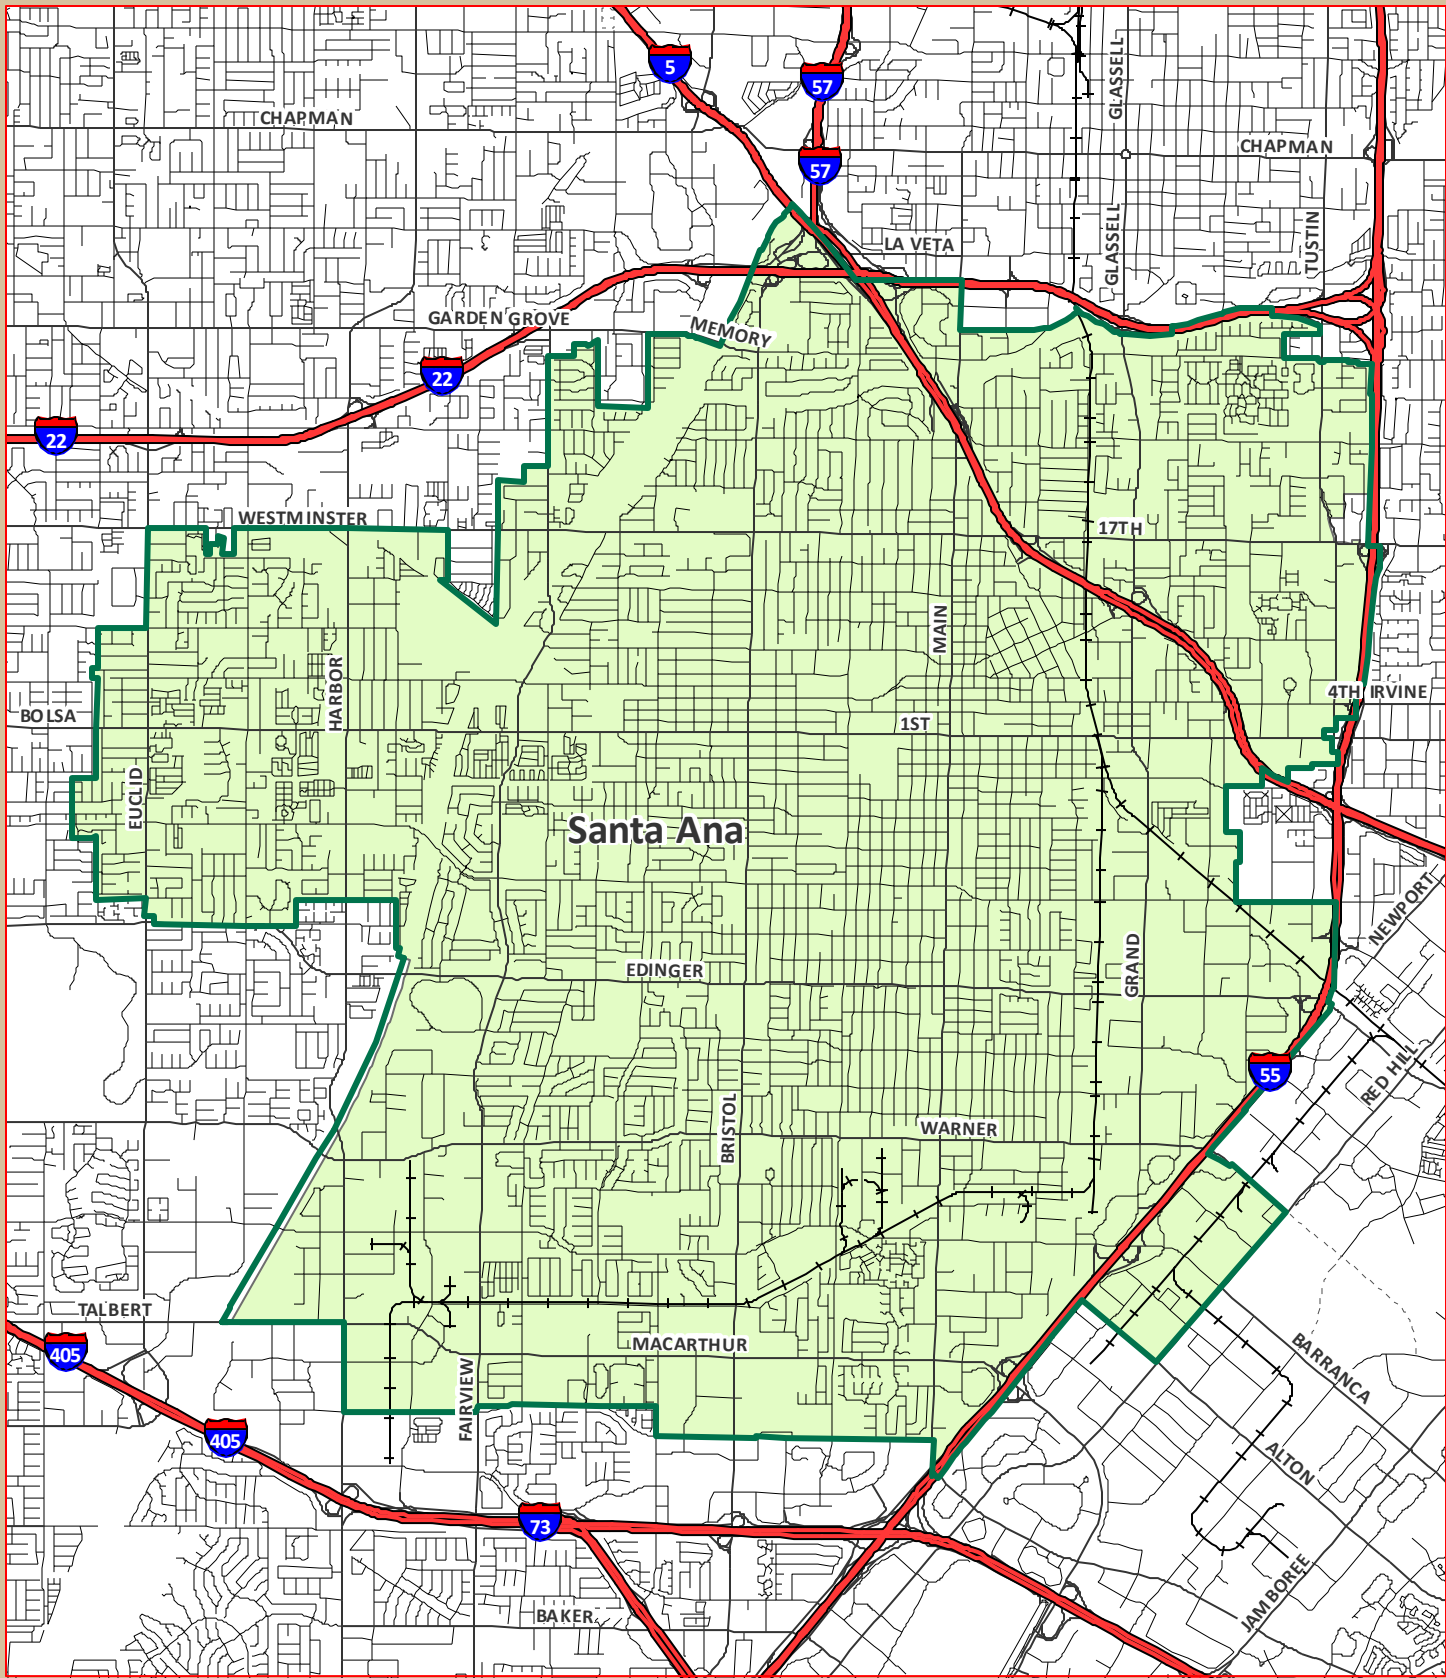 5
57
GLASSELL
CHAPMAN
CHAPMAN
57
GLASSELL
TUSTIN
LA VETA
GARDEN GROVE
MEMORY
22
22
WESTMINSTER
17TH
MAIN
HARBOR
4TH
IRVINE
BOLSA
1ST
EUCLID
Santa Ana
NEWPORT
EDINGER
GRAND
55
RED HILL
BRISTOL
WARNER
TALBERT
MACARTHUR
405
BARRANCA
FAIRVIEW
405
ALTON
73
JAMBOREE
BAKER